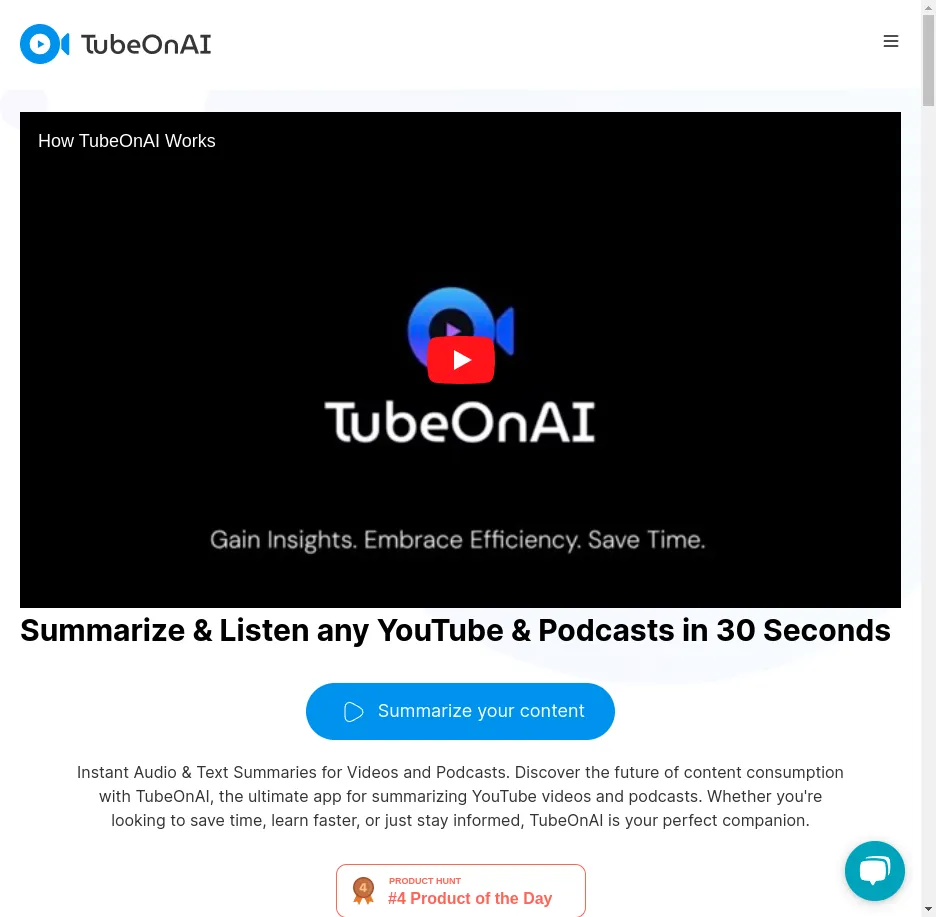 TubeOnAI
How TubeOnAI Works
TubeOnAI
Gain Insights. Embrace Efficiency. Save Time.
Summarize & Listen any YouTube & Podcasts in 30 Seconds
Summarize your content
Instant Audio & Text Summaries for Videos and Podcasts. Discover the future of content consumption
with TubeOnAI, the ultimate app for summarizing YouTube videos and podcasts. Whether you're
looking to save time, learn faster, or just stay informed, TubeOnAI is your perfect companion.
4
PRODUCT HUNT
#4 Product of the Day